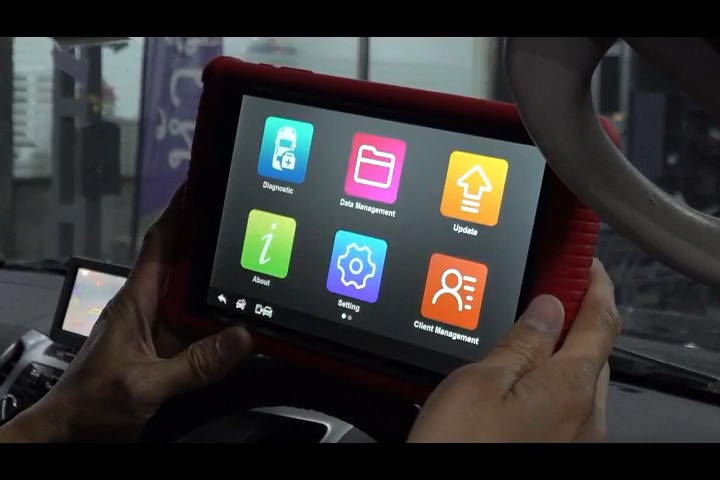 Diagnostic
Data Management
Update
About
Setting
Client Management